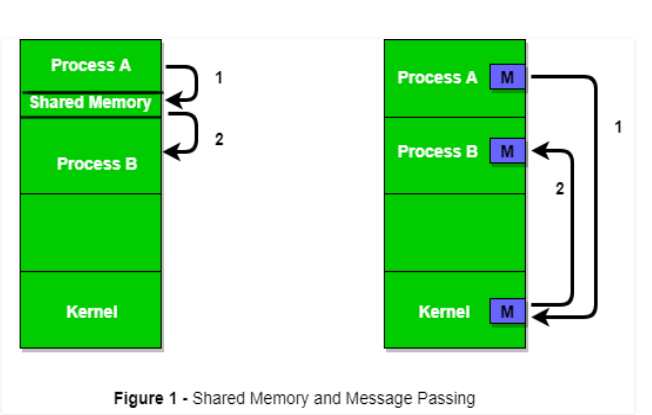 Process A
1
Shared Memory
2
Process B
Kernel
Process A M
1
Process B M
2
Kernel M
Figure 1 - Shared Memory and Message Passing